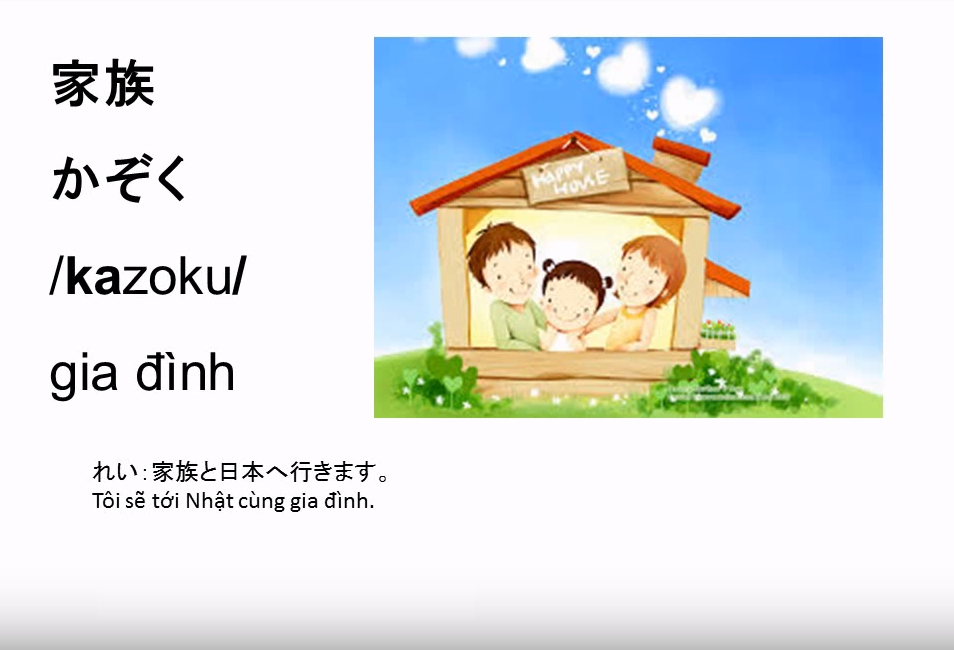 家族
かぞく
/kazoku/
gia đình
HAPPY
HOME
れい：家族と日本へ行きます。
Tôi sẽ tới Nhật cùng gia đình.